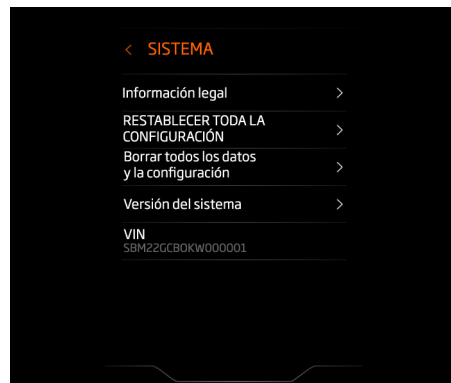 SISTEMA
Información legal
RESTABLECER TODA LA
CONFIGURACIÓN
Borrar todos los datos
y la configuración
Versión del sistema
VIN
SBM22GCB0KW000001